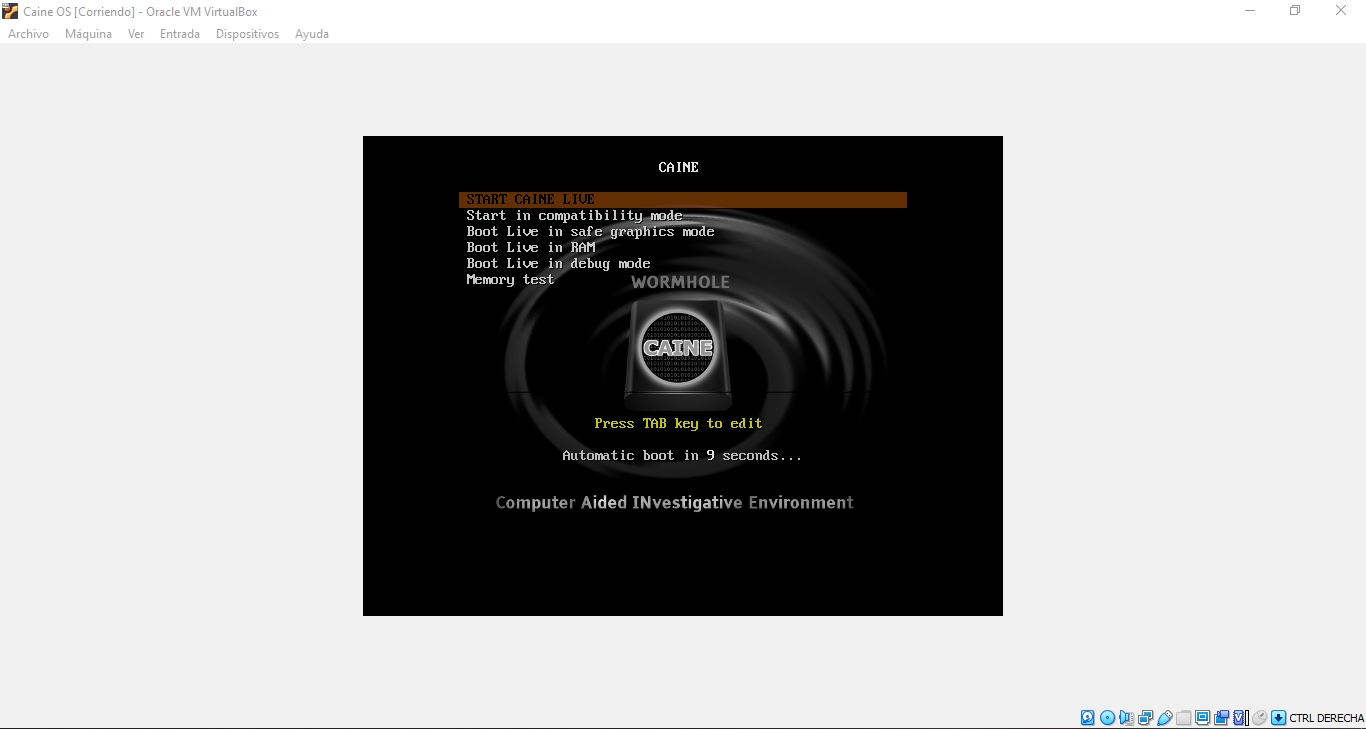 Caine OS [Corriendo] - Oracle VM VirtualBox
Archivo Máquina Ver Entrada Dispositivos Ayuda
CAINE
START CAINE LIVE
Start in compatibility mode
Boot Live in safe graphics mode
Boot Live in RAM
Boot Live in debug mode
Memory test
WORMHOLE
CAINE
Press TAB key to edit
Automatic boot in 9 seconds...
Computer Aided INvestigative Environment
CTRL DERECHA